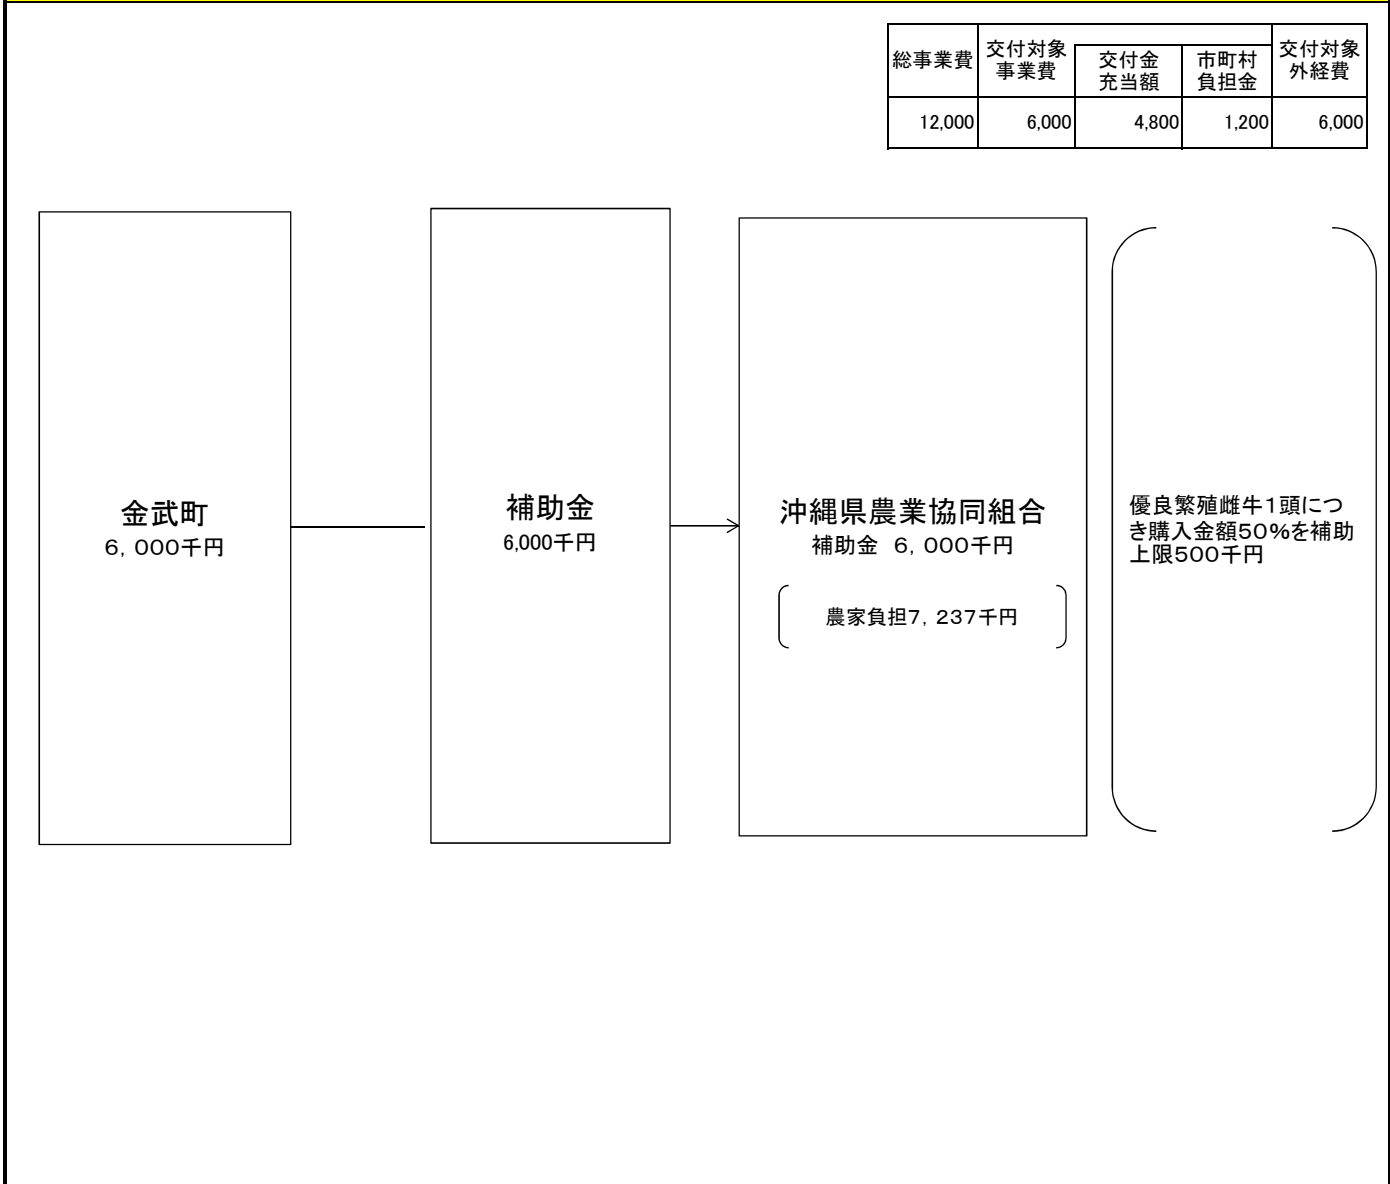 総事業費
交付対象
事業費
交付金
充当額
市町村
負担金
交付対象
外経費
12,000
6,000
4,800
1,200
6,000
金武町
６，０００千円
補助金
6,000千円
沖縄県農業協同組合
補助金　６，０００千円
農家負担７，２３７千円
優良繁殖雌牛１頭につ
き購入金額５０％を補助
上限５００千円